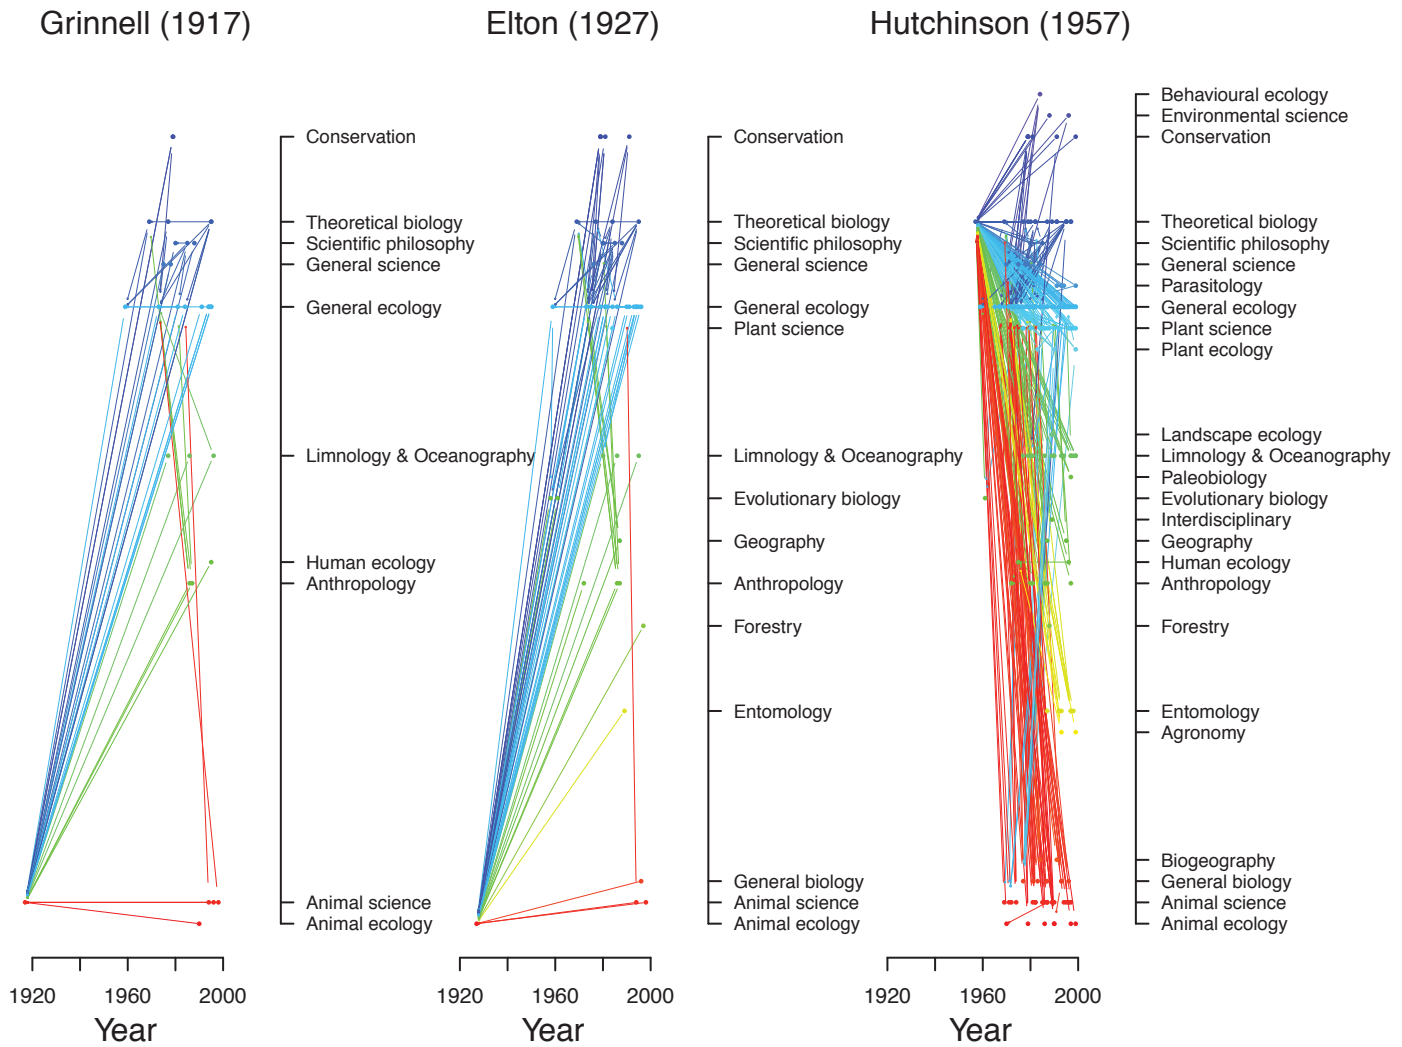 Grinnell (1917)
Conservation
Theoretical biology
Scientific philosophy
General science
General ecology
Limnology & Oceanography
Human ecology
Anthropology
Animal science
Animal ecology
1920 1960 2000
Year
Elton (1927)
Conservation
Theoretical biology
Scientific philosophy
General science
General ecology
Plant science
Limnology & Oceanography
Evolutionary biology
Geography
Anthropology
Forestry
Entomology
General biology
Animal science
Animal ecology
1920 1960 2000
Year
Hutchinson (1957)
Behavioural ecology
Environmental science
Conservation
Theoretical biology
Scientific philosophy
General science
Parasitology
General ecology
Plant science
Plant ecology
Landscape ecology
Limnology & Oceanography
Paleobiology
Evolutionary biology
Interdisciplinary
Geography
Human ecology
Anthropology
Forestry
Entomology
Agronomy
Biogeography
General biology
Animal science
Animal ecology
1920 1960 2000
Year